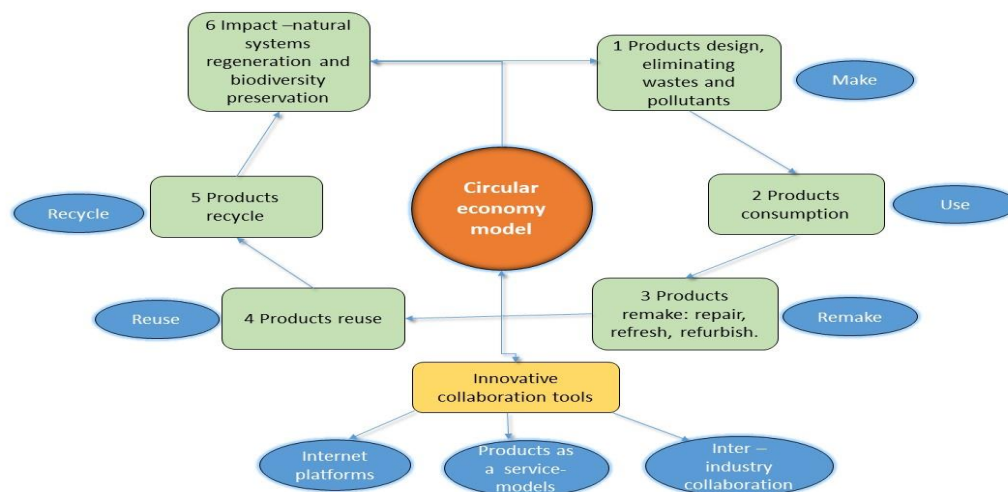 6 Impact –natural
systems
regeneration and
biodiversity
preservation
1 Products design,
eliminating
wastes and
pollutants
Make
Circular
economy
model
5 Products
recycle
Recycle
2 Products
consumption
Use
4 Products reuse
Reuse
3 Products
remake: repair,
refresh, refurbish.
Remake
Innovative
collaboration tools
Internet
platforms
Products as
a service-
models
Inter –
industry
collaboration